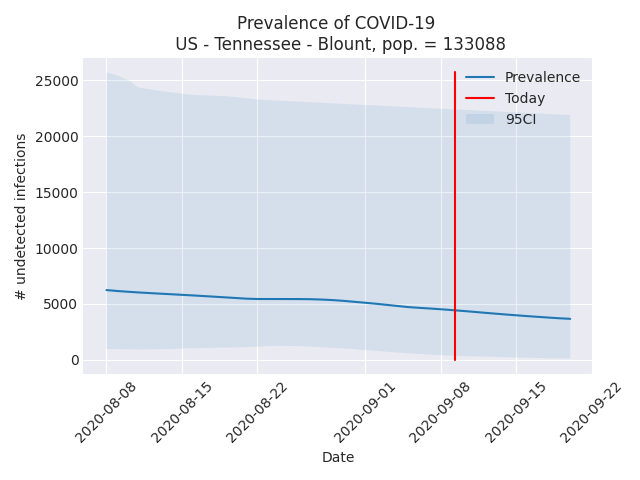 Prevalence of COVID-19
US - Tennessee - Blount, pop. = 133088
Prevalence
Today
95CI
# undetected infections
25000
20000
15000
10000
5000
0
2020-08-08
2020-08-15
2020-08-22
2020-09-01
2020-09-08
2020-09-15
2020-09-22
Date